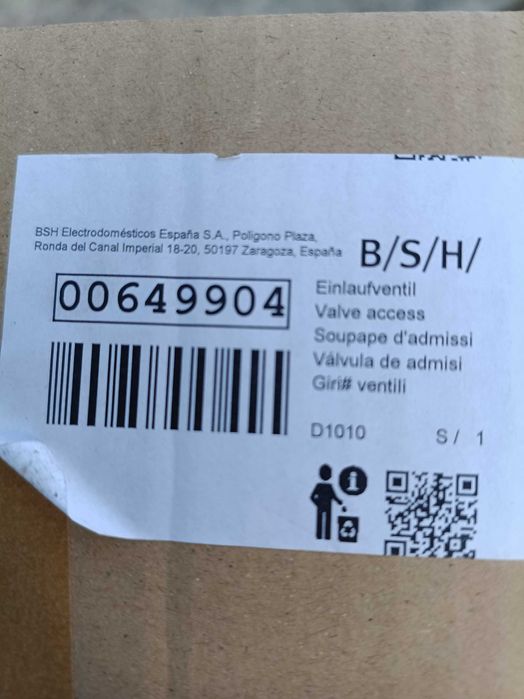 BSH Electrodomésticos España S.A., Poligono Plaza,
Ronda del Canal Imperial 18-20, 50197 Zaragoza, España
B/S/H/
00649904
Einlaufventil
Valve access
Soupape d'admissi
Válvula de admisi
Giri# ventili
D1010 S/ 1